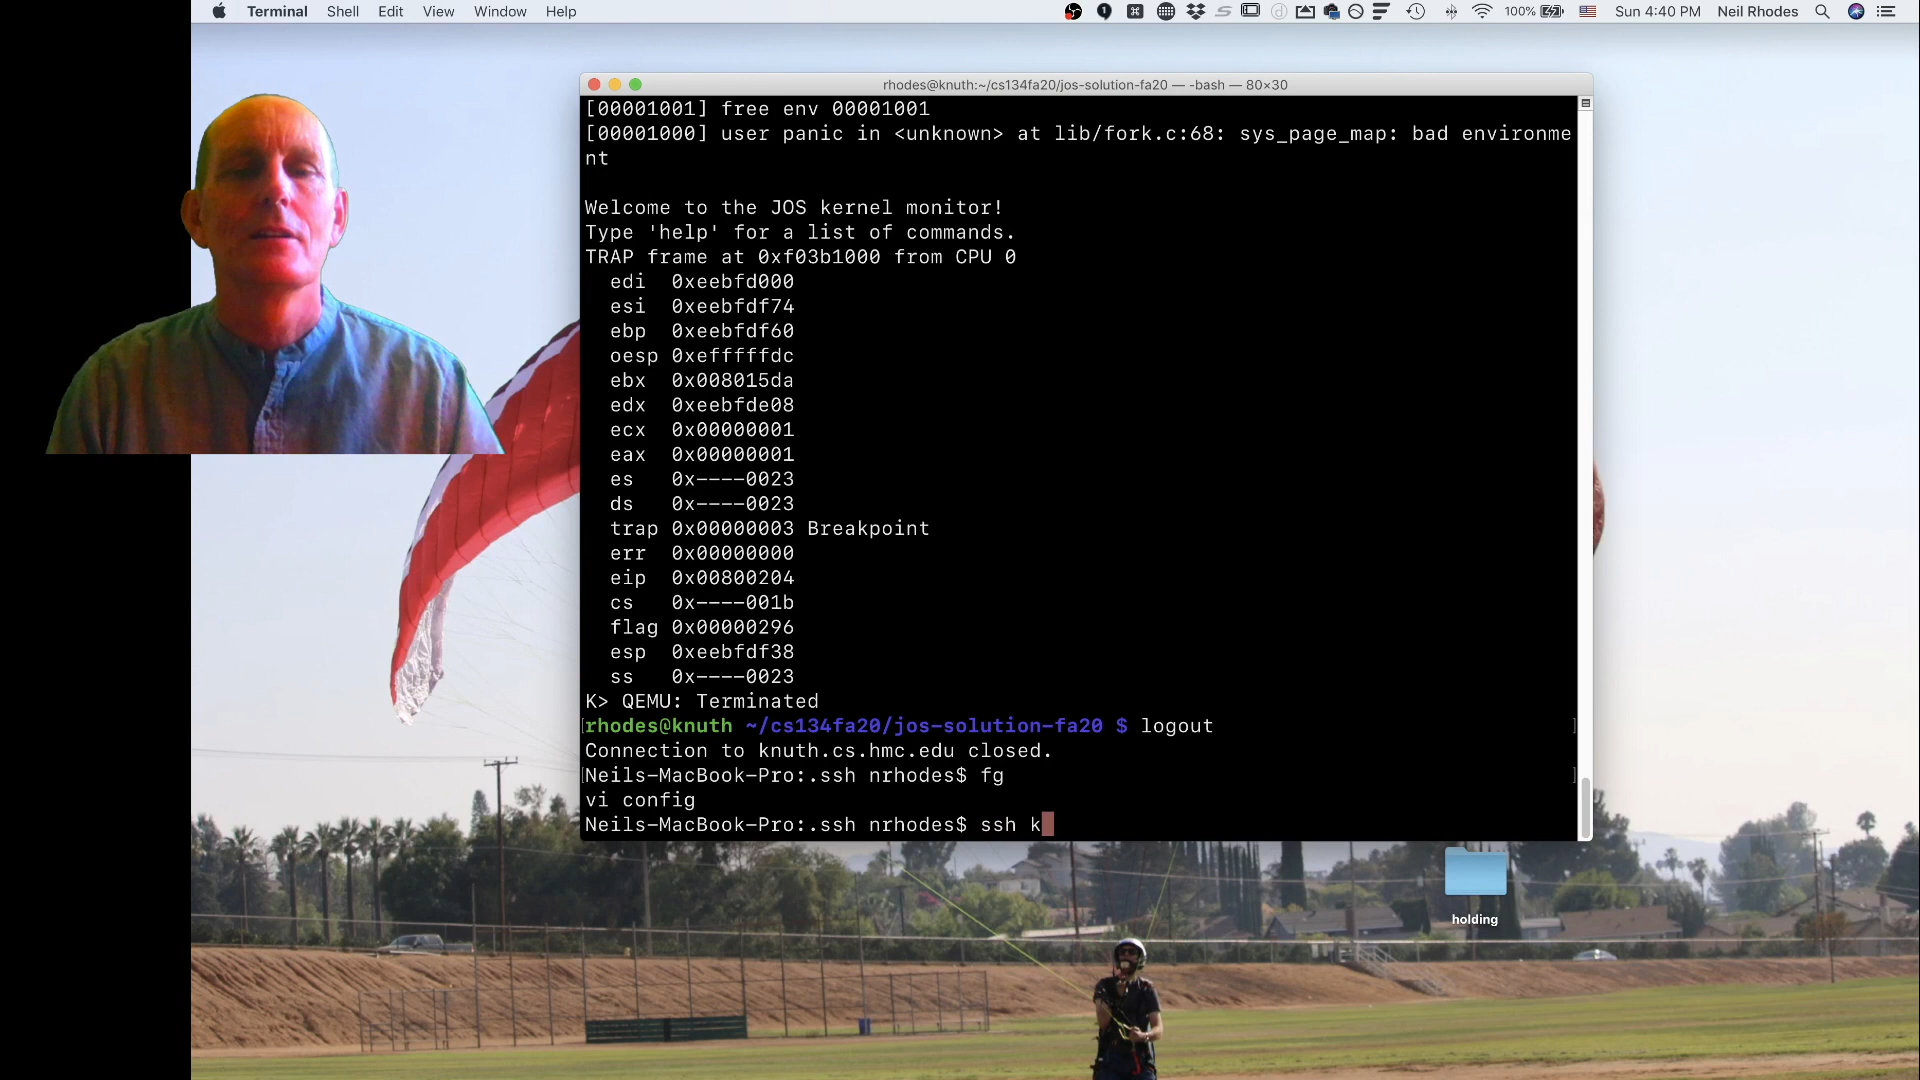 Terminal Shell Edit View Window Help 100% Sun 4:40 PM Neil Rhodes
rhodes@knuth:~/cs134fa20/jos-solution-fa20 — -bash — 80×30
[00001001] free env 00001001
[00001000] user panic in <unknown> at lib/fork.c:68: sys_page_map: bad environme
nt
Welcome to the JOS kernel monitor!
Type 'help' for a list of commands.
TRAP frame at 0xf03b1000 from CPU 0
edi 0xeebfd000
esi 0xeebfdf74
ebp 0xeebfdf60
oesp 0xefffffdc
ebx 0x008015da
edx 0xeebfde08
ecx 0x00000001
eax 0x00000001
es 0x----0023
ds 0x----0023
trap 0x00000003 Breakpoint
err 0x00000000
eip 0x00800204
cs 0x----001b
flag 0x00000296
esp 0xeebfdf38
ss 0x----0023
K> QEMU: Terminated
[rhodes@knuth ~/cs134fa20/jos-solution-fa20 $ logout ]
Connection to knuth.cs.hmc.edu closed.
[Neils-MacBook-Pro:.ssh nrhodes$ fg ]
vi config
Neils-MacBook-Pro:.ssh nrhodes$ ssh k
holding